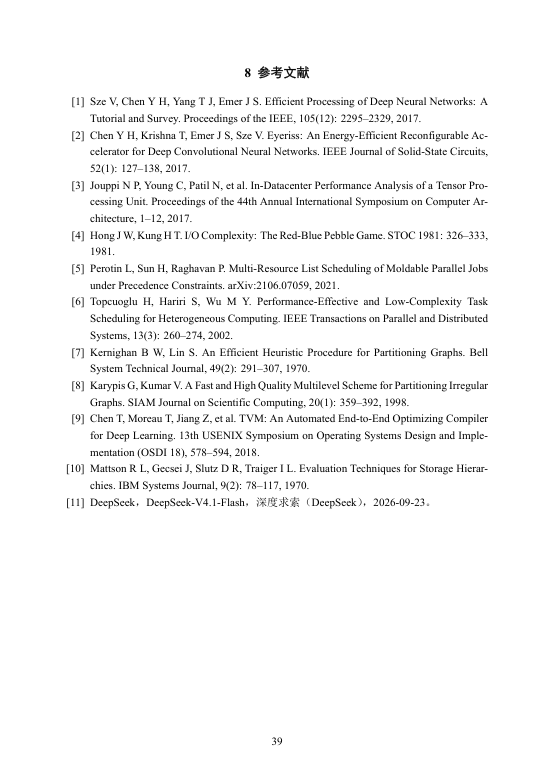 8 参考文献
[1] Sze V, Chen Y H, Yang T J, Emer J S. Efficient Processing of Deep Neural Networks: A
Tutorial and Survey. Proceedings of the IEEE, 105(12): 2295–2329, 2017.
[2] Chen Y H, Krishna T, Emer J S, Sze V. Eyeriss: An Energy-Efficient Reconfigurable Ac-
celerator for Deep Convolutional Neural Networks. IEEE Journal of Solid-State Circuits,
52(1): 127–138, 2017.
[3] Jouppi N P, Young C, Patil N, et al. In-Datacenter Performance Analysis of a Tensor Pro-
cessing Unit. Proceedings of the 44th Annual International Symposium on Computer Ar-
chitecture, 1–12, 2017.
[4] Hong J W, Kung H T. I/O Complexity: The Red-Blue Pebble Game. STOC 1981: 326–333,
1981.
[5] Perotin L, Sun H, Raghavan P. Multi-Resource List Scheduling of Moldable Parallel Jobs
under Precedence Constraints. arXiv:2106.07059, 2021.
[6] Topcuoglu H, Hariri S, Wu M Y. Performance-Effective and Low-Complexity Task
Scheduling for Heterogeneous Computing. IEEE Transactions on Parallel and Distributed
Systems, 13(3): 260–274, 2002.
[7] Kernighan B W, Lin S. An Efficient Heuristic Procedure for Partitioning Graphs. Bell
System Technical Journal, 49(2): 291–307, 1970.
[8] Karypis G, Kumar V. A Fast and High Quality Multilevel Scheme for Partitioning Irregular
Graphs. SIAM Journal on Scientific Computing, 20(1): 359–392, 1998.
[9] Chen T, Moreau T, Jiang Z, et al. TVM: An Automated End-to-End Optimizing Compiler
for Deep Learning. 13th USENIX Symposium on Operating Systems Design and Imple-
mentation (OSDI 18), 578–594, 2018.
[10] Mattson R L, Gecsei J, Slutz D R, Traiger I L. Evaluation Techniques for Storage Hierar-
chies. IBM Systems Journal, 9(2): 78–117, 1970.
[11] DeepSeek，DeepSeek-V4.1-Flash，深度求索（DeepSeek），2026-09-23。
39